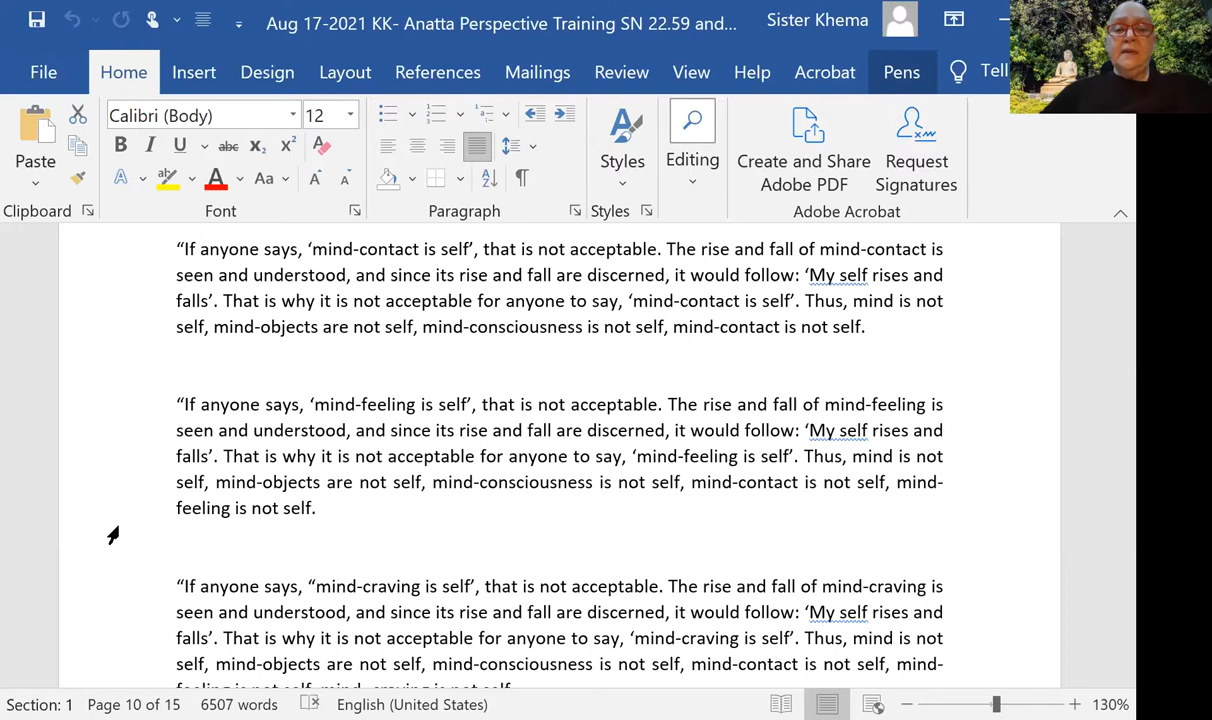 Aug 17-2021 KK- Anatta Perspective Training SN 22.59 and...
Sister Khema
File Home Insert Design Layout References Mailings Review View Help Acrobat Pens Tell
Calibri (Body) 12
Paste
Styles
Editing
Create and Share Adobe PDF
Request Signatures
Clipboard Font Paragraph Styles Adobe Acrobat
“If anyone says, ‘mind-contact is self’, that is not acceptable. The rise and fall of mind-contact is
seen and understood, and since its rise and fall are discerned, it would follow: ‘My self rises and
falls’. That is why it is not acceptable for anyone to say, ‘mind-contact is self’. Thus, mind is not
self, mind-objects are not self, mind-consciousness is not self, mind-contact is not self.
“If anyone says, ‘mind-feeling is self’, that is not acceptable. The rise and fall of mind-feeling is
seen and understood, and since its rise and fall are discerned, it would follow: ‘My self rises and
falls’. That is why it is not acceptable for anyone to say, ‘mind-feeling is self’. Thus, mind is not
self, mind-objects are not self, mind-consciousness is not self, mind-contact is not self, mind-
feeling is not self.
“If anyone says, “mind-craving is self’, that is not acceptable. The rise and fall of mind-craving is
seen and understood, and since its rise and fall are discerned, it would follow: ‘My self rises and
falls’. That is why it is not acceptable for anyone to say, ‘mind-craving is self’. Thus, mind is not
self, mind-objects are not self, mind-consciousness is not self, mind-contact is not self, mind-
feeling is not self, mind- craving is not self.
Section: 1 Page 10 of 15 6507 words English (United States) 130%